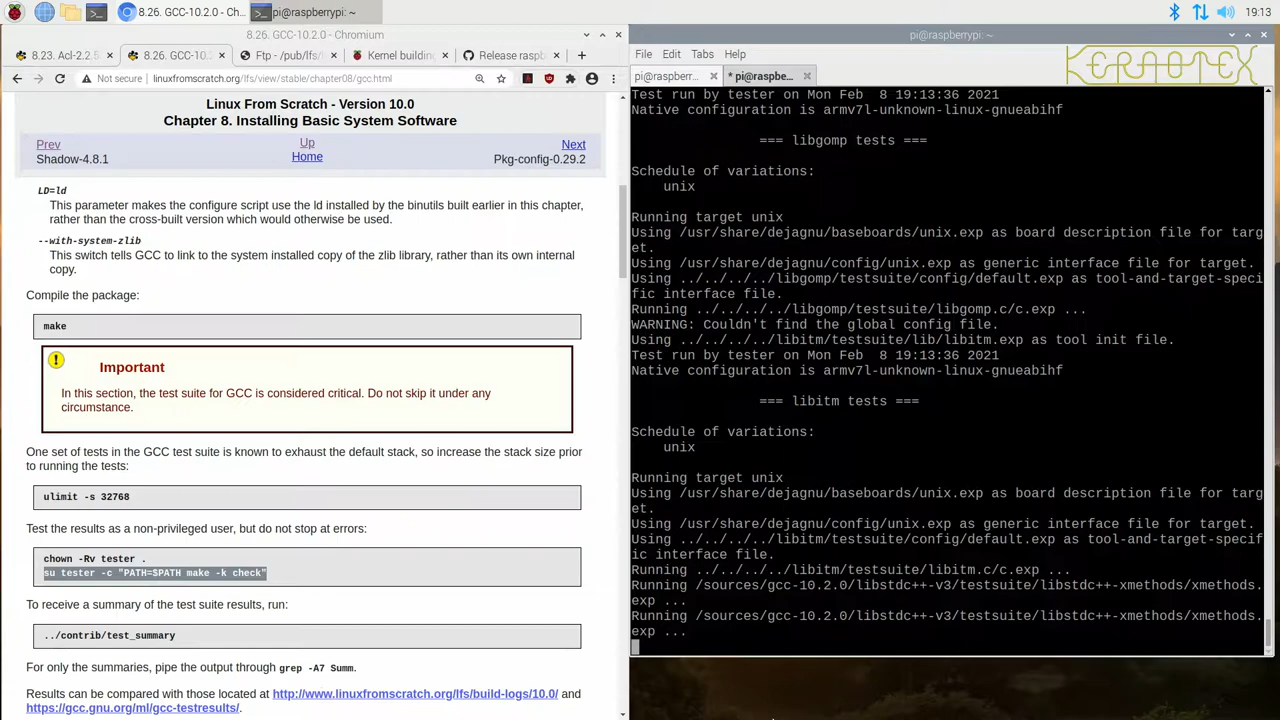 8.26. GCC-10.2.0 - Ch...
pi@raspberrypi: ~
19:13
8.26. GCC-10.2.0 - Chromium
8.23. Acl-2.2.5
8.26. GCC-10.
Ftp - /pub/lfs/
Kernel building
Release rasp
Not secure
linuxfromscratch.org/lfs/view/stable/chapter08/gcc.html
Linux From Scratch - Version 10.0
Chapter 8. Installing Basic System Software
Prev
Up
Next
Shadow-4.8.1
Home
Pkg-config-0.29.2
LD=ld
This parameter makes the configure script use the ld installed by the binutils built earlier in this chapter,
rather than the cross-built version which would otherwise be used.
--with-system-zlib
This switch tells GCC to link to the system installed copy of the zlib library, rather than its own internal
copy.
Compile the package:
make
Important
In this section, the test suite for GCC is considered critical. Do not skip it under any
circumstance.
One set of tests in the GCC test suite is known to exhaust the default stack, so increase the stack size prior
to running the tests:
ulimit -s 32768
Test the results as a non-privileged user, but do not stop at errors:
chown -Rv tester .
su tester -c "PATH=$PATH make -k check"
To receive a summary of the test suite results, run:
../contrib/test_summary
For only the summaries, pipe the output through grep -A7 Summ.
Results can be compared with those located at http://www.linuxfromscratch.org/lfs/build-logs/10.0/ and
https://gcc.gnu.org/ml/gcc-testresults/.
pi@raspberrypi: ~
File Edit Tabs Help
KERAOTEX
pi@raspberr...
* pi@raspbe...
Test run by tester on Mon Feb  8 19:13:36 2021
Native configuration is armv7l-unknown-linux-gnueabihf
=== libgomp tests ===
Schedule of variations:
unix
Running target unix
Using /usr/share/dejagnu/baseboards/unix.exp as board description file for targ
et.
Using /usr/share/dejagnu/config/unix.exp as generic interface file for target.
Using ../../../../libgomp/testsuite/config/default.exp as tool-and-target-speci
fic interface file.
Running ../../../../libgomp/testsuite/libgomp.c/c.exp ...
WARNING: Couldn't find the global config file.
Using ../../../../libitm/testsuite/lib/libitm.exp as tool init file.
Test run by tester on Mon Feb  8 19:13:36 2021
Native configuration is armv7l-unknown-linux-gnueabihf
=== libitm tests ===
Schedule of variations:
unix
Running target unix
Using /usr/share/dejagnu/baseboards/unix.exp as board description file for targ
et.
Using /usr/share/dejagnu/config/unix.exp as generic interface file for target.
Using ../../../../libitm/testsuite/config/default.exp as tool-and-target-specif
ic interface file.
Running ../../../../libitm/testsuite/libitm.c/c.exp ...
Running /sources/gcc-10.2.0/libstdc++-v3/testsuite/libstdc++-xmethods/xmethods.
exp ...
Running /sources/gcc-10.2.0/libstdc++-v3/testsuite/libstdc++-xmethods/xmethods.
exp ...